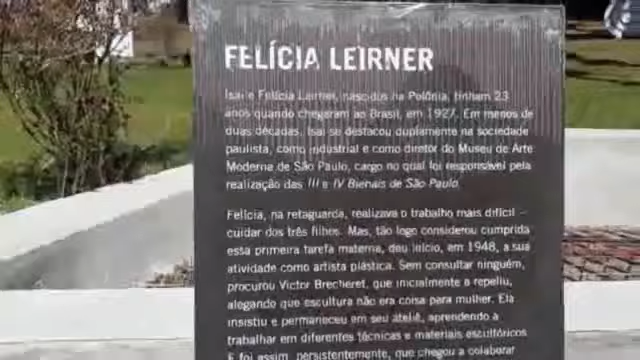 FELÍCIA LEIRNER
Isai e Felícia Leirner, nascidos na Polônia, tinham 23
anos quando chegaram ao Brasil, em 1927. Em menos de
duas décadas, Isai se destacou duplamente na sociedade
paulista, como industrial e como diretor do Museu de Arte
Moderna de São Paulo, cargo no qual foi responsável pela
realização das III e IV Bienais de São Paulo.
Felícia, na retaguarda, realizava o trabalho mais difícil –
cuidar dos três filhos. Mas, tão logo considerou cumprida
essa primeira tarefa materna, deu início, em 1948, a sua
atividade como artista plástica. Sem consultar ninguém,
procurou Victor Brecheret, que inicialmente a repeliu,
alegando que escultura não era coisa para mulher. Ela
insistiu e permaneceu em seu ateliê, aprendendo a
trabalhar em diferentes técnicas e materiais escultóricos
E foi assim, persistentemente, que chegou a colaborar